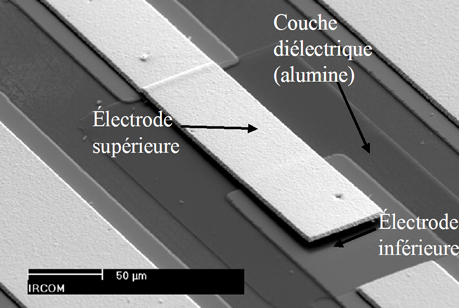 Couche
diélectrique
(alumine)
Électrode
supérieure
Électrode
inférieure
50 µm
IRCOM